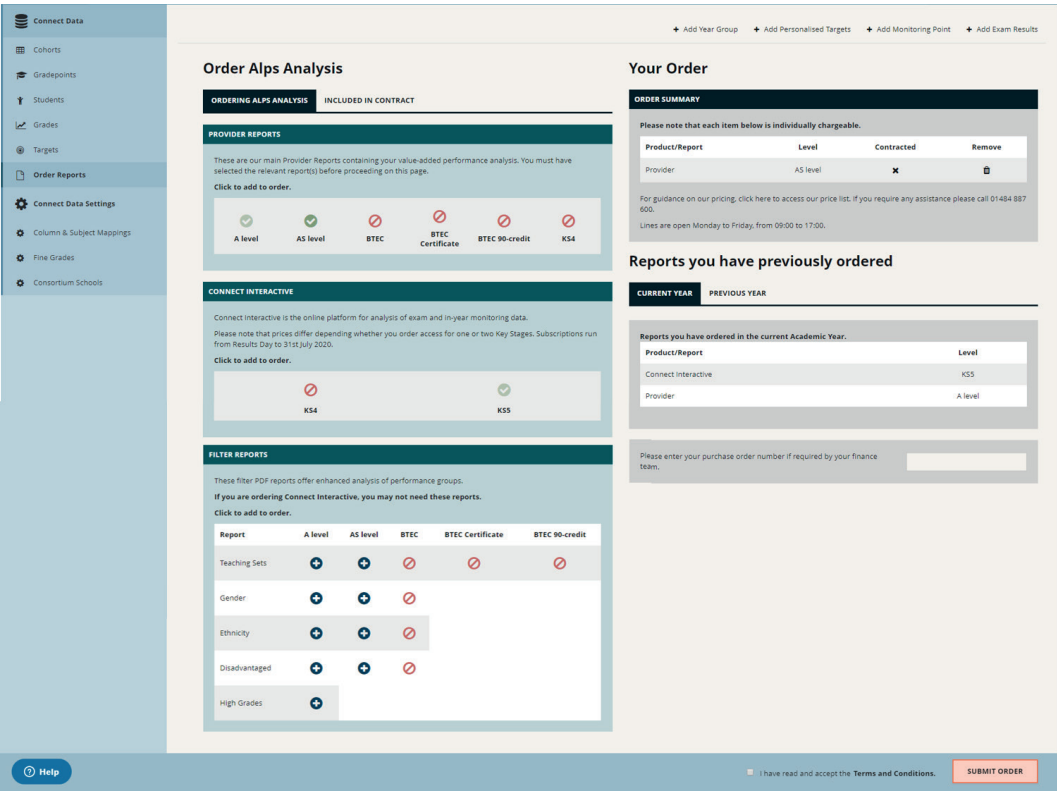 Connect Data
Cohorts
Gradepoints
Students
Grades
Targets
Order Reports
Connect Data Settings
Column & Subject Mappings
Fine Grades
Consortium Schools
+ Add Year Group + Add Personalised Targets + Add Monitoring Point + Add Exam Results
Order Alps Analysis
ORDERING ALPS ANALYSIS INCLUDED IN CONTRACT
PROVIDER REPORTS
These are our main Provider Reports containing your value-added performance analysis. You must have
selected the relevant report(s) before proceeding on this page.
Click to add to order.
A level AS level BTEC BTEC Certificate BTEC 90-credit KS4
CONNECT INTERACTIVE
Connect Interactive is the online platform for analysis of exam and in-year monitoring data.
Please note that prices differ depending whether you order access for one or two Key Stages. Subscriptions run
from Results Day to 31st July 2020.
Click to add to order.
KS4 KS5
FILTER REPORTS
These filter PDF reports offer enhanced analysis of performance groups.
If you are ordering Connect Interactive, you may not need these reports.
Click to add to order.
Report A level AS level BTEC BTEC Certificate BTEC 90-credit
Teaching Sets
Gender
Ethnicity
Disadvantaged
High Grades
Your Order
ORDER SUMMARY
Please note that each item below is individually chargeable.
Product/Report Level Contracted Remove
Provider AS level
For guidance on our pricing, click here to access our price list. if you require any assistance please call 01484 887
600.
Lines are open Monday to Friday, from 09:00 to 17:00.
Reports you have previously ordered
CURRENT YEAR PREVIOUS YEAR
Reports you have ordered in the current Academic Year.
Product/Report Level
Connect Interactive KS5
Provider A level
Please enter your purchase order number if required by your finance
team.
? Help
I have read and accept the Terms and Conditions.
SUBMIT ORDER